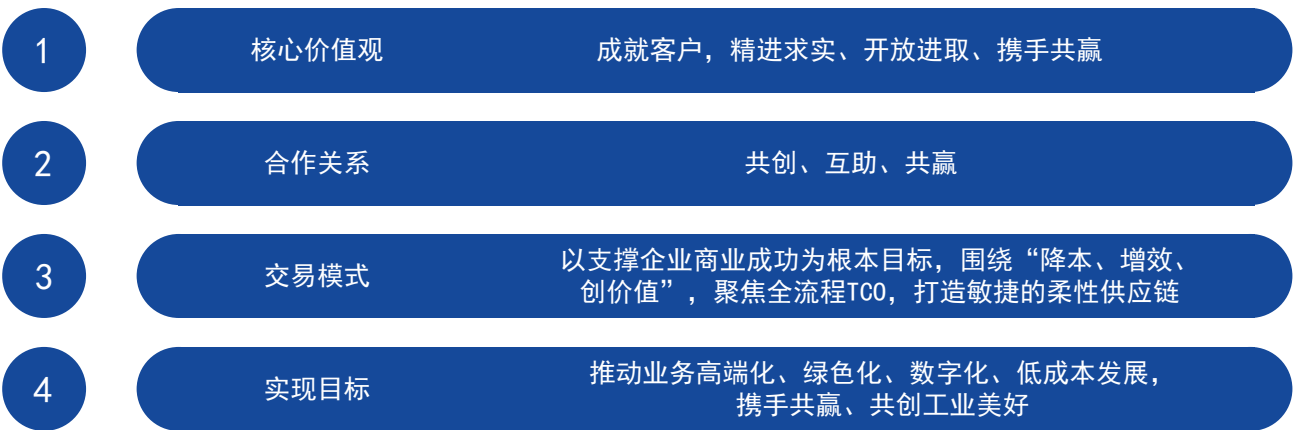 1
核心价值观
成就客户，精进求实、开放进取、携手共赢
2
合作关系
共创、互助、共赢
3
交易模式
以支撑企业商业成功为根本目标，围绕“降本、增效、
创价值”，聚焦全流程TCO，打造敏捷的柔性供应链
4
实现目标
推动业务高端化、绿色化、数字化、低成本发展，
携手共赢、共创工业美好